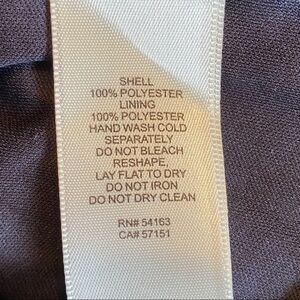 SHELL
100% POLYESTER
LINING
100% POLYESTER
HAND WASH COLD
SEPARATELY
DO NOT BLEACH
RESHAPE,
LAY FLAT TO DRY
DO NOT IRON
DO NOT DRY CLEAN
RN# 54163
CA# 57151